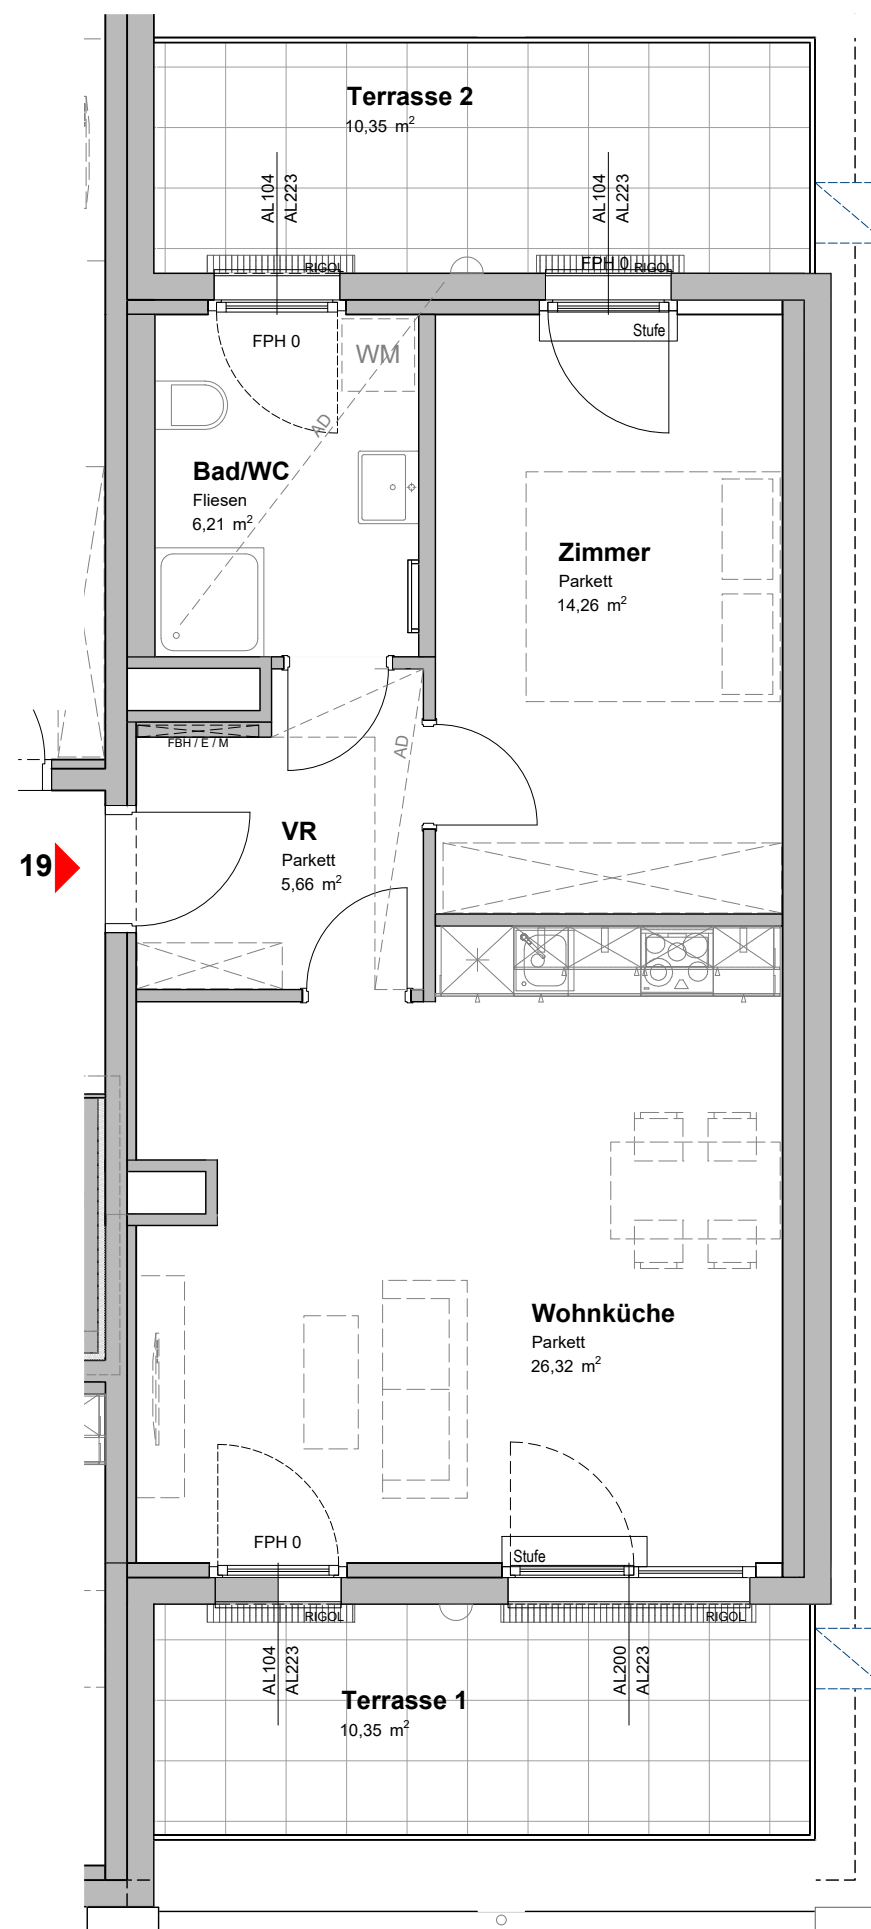 Terrasse 2
10,35 m²
AL104
AL223
AL104
AL223
RIGOL
FPH 0
RIGOL
FPH 0
WM
Stufe
AD
Bad/WC
Fliesen
6,21 m²
Zimmer
Parkett
14,26 m²
FBH / E / M
AD
VR
Parkett
5,66 m²
19
Wohnküche
Parkett
26,32 m²
FPH 0
Stufe
RIGOL
RIGOL
AL104
AL223
AL200
AL223
Terrasse 1
10,35 m²